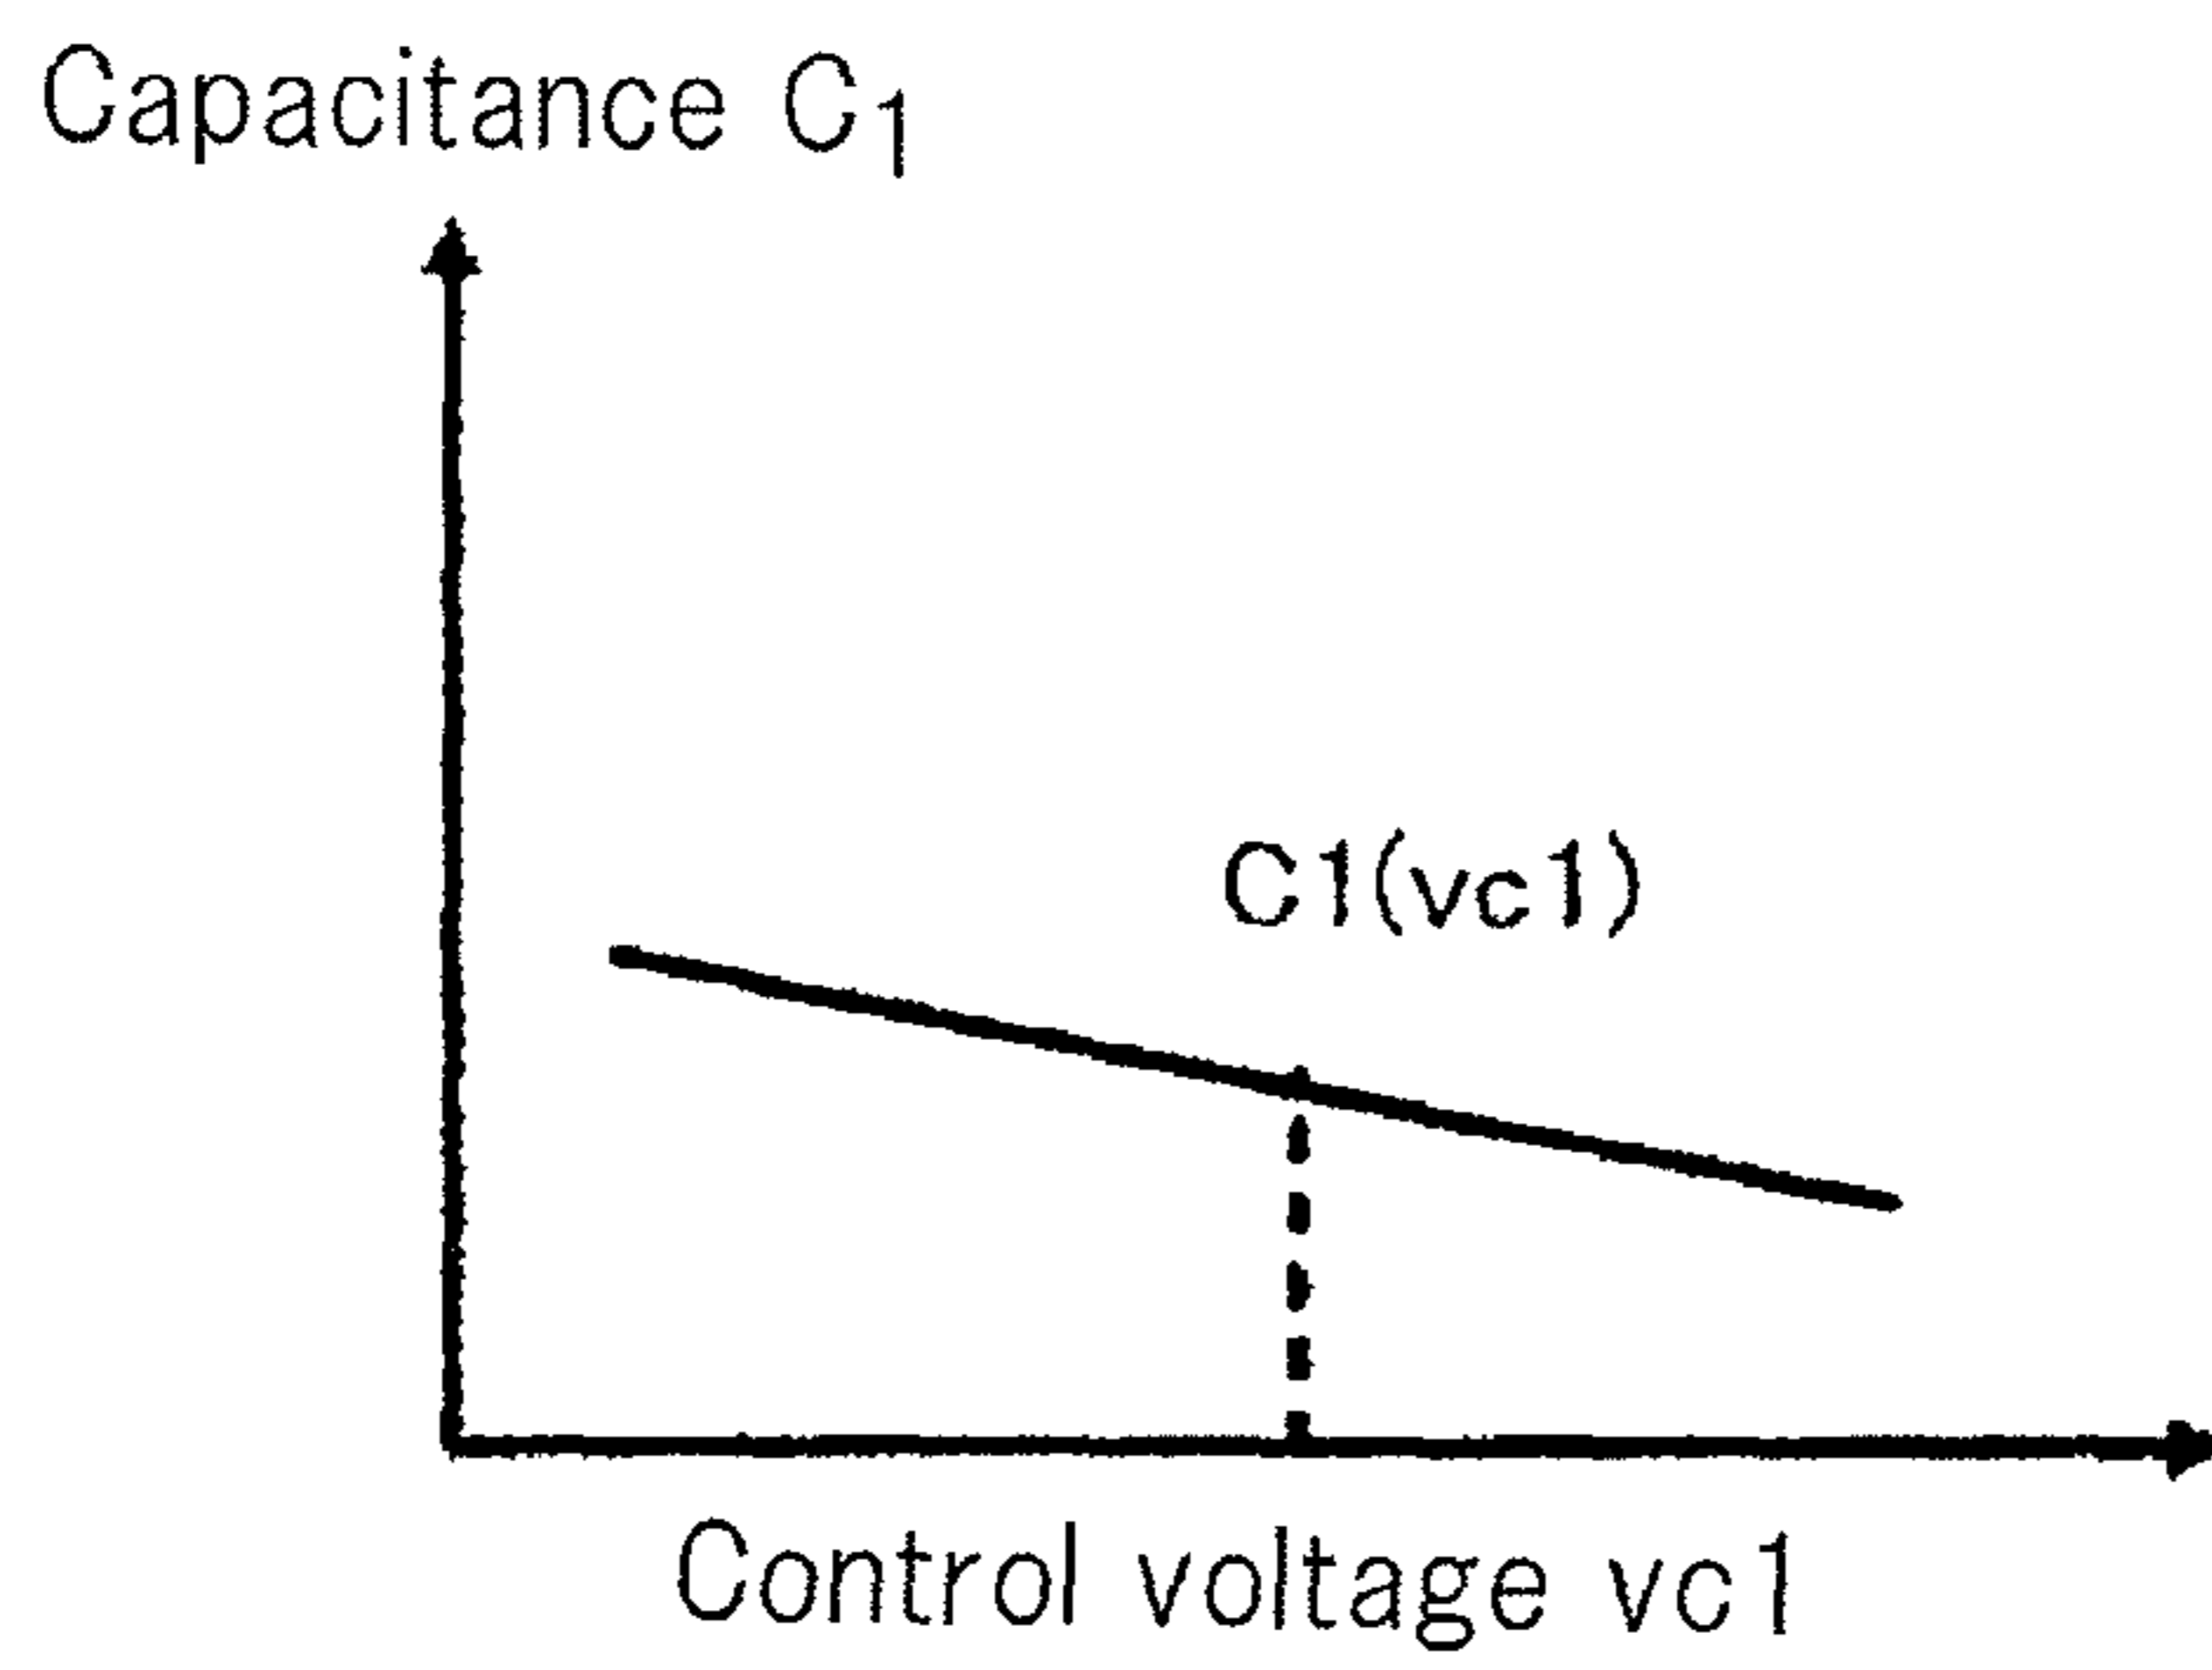 Capacitance C₁
C1(vc1)
Control voltage vc1